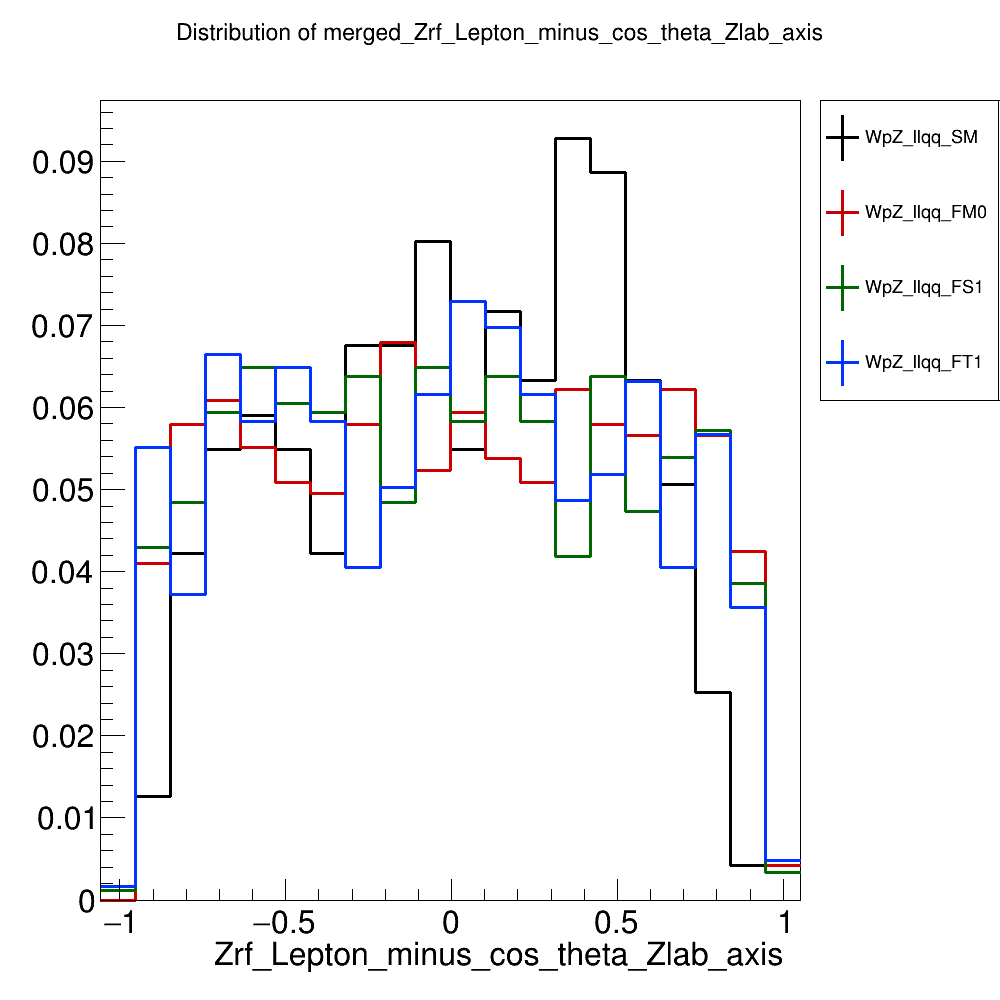 Distribution of merged_Zrf_Lepton_minus_cos_theta_Zlab_axis
WpZ_llqq_SM
WpZ_llqq_FM0
WpZ_llqq_FS1
WpZ_llqq_FT1
0.09
0.08
0.07
0.06
0.05
0.04
0.03
0.02
0.01
0
−1 −0.5 0 0.5 1
Zrf_Lepton_minus_cos_theta_Zlab_axis